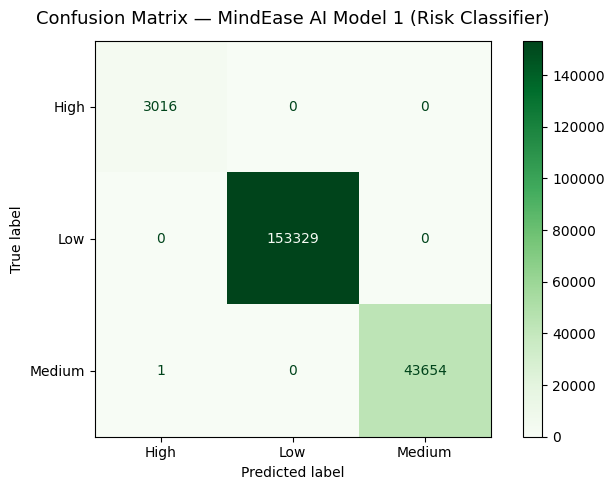 Confusion Matrix — MindEase AI Model 1 (Risk Classifier)
High
3016
0
0
Low
0
153329
0
Medium
1
0
43654
High
Low
Medium
Predicted label
True label
140000
120000
100000
80000
60000
40000
20000
0